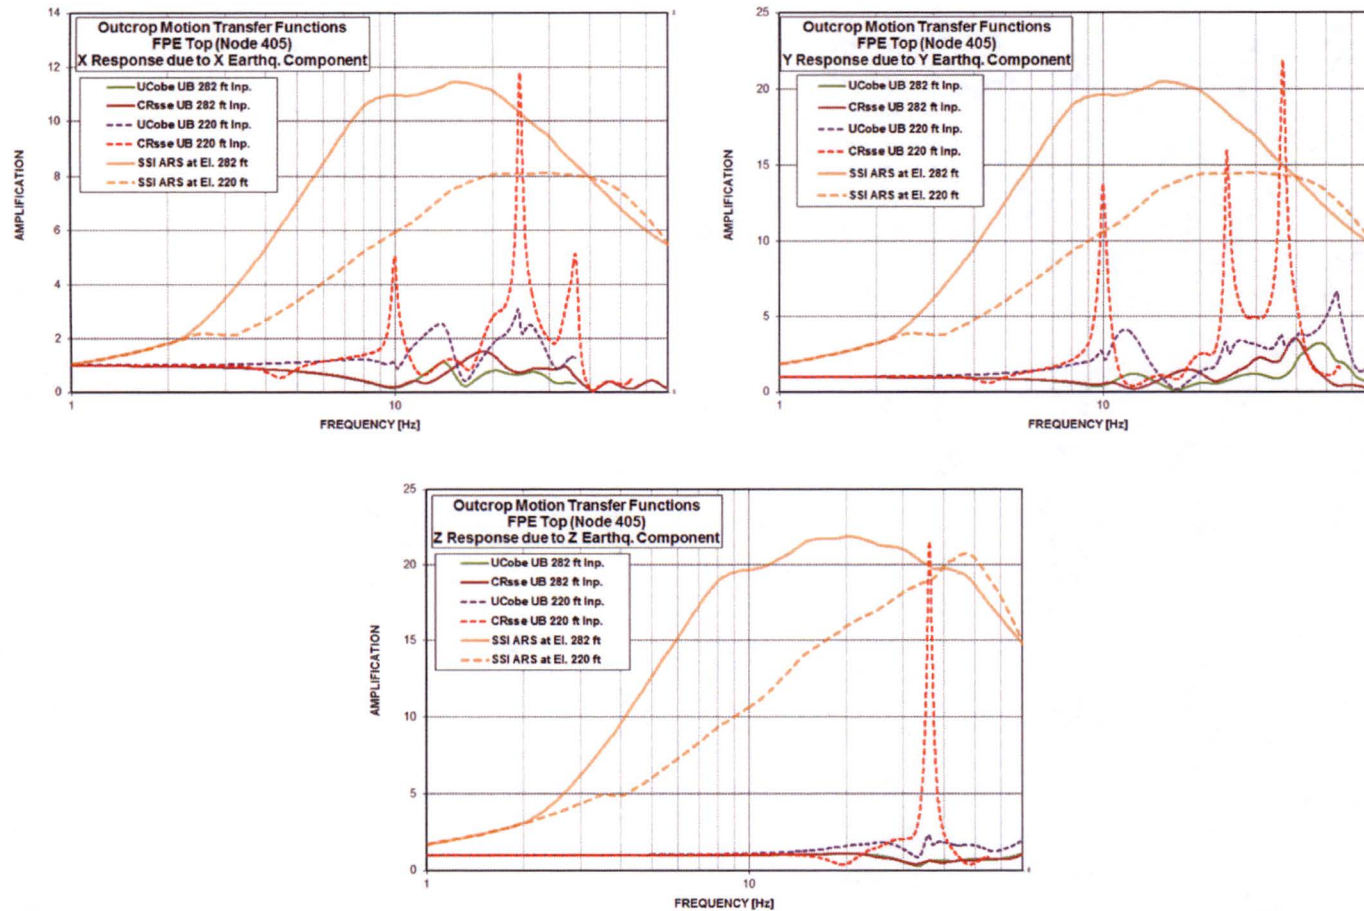 Outcrop Motion Transfer Functions
FPE Top (Node 405)
X Response due to X Earthq. Component
UCobe UB 282 ft Inp.
CRsse UB 282 ft Inp.
UCobe UB 220 ft Inp.
CRsse UB 220 ft Inp.
SSI ARS at El. 282 ft
SSI ARS at El. 220 ft
AMPLIFICATION
14
12
10
8
6
4
2
0
1
10
FREQUENCY [Hz]
Outcrop Motion Transfer Functions
FPE Top (Node 405)
Y Response due to Y Earthq. Component
UCobe UB 282 ft Inp.
CRsse UB 282 ft Inp.
UCobe UB 220 ft Inp.
CRsse UB 220 ft Inp.
SSI ARS at El. 282 ft
SSI ARS at El. 220 ft
AMPLIFICATION
25
20
15
10
5
0
1
10
FREQUENCY [Hz]
Outcrop Motion Transfer Functions
FPE Top (Node 405)
Z Response due to Z Earthq. Component
UCobe UB 282 ft Inp.
CRsse UB 282 ft Inp.
UCobe UB 220 ft Inp.
CRsse UB 220 ft Inp.
SSI ARS at El. 282 ft
SSI ARS at El. 220 ft
AMPLIFICATION
25
20
15
10
5
0
1
10
FREQUENCY [Hz]